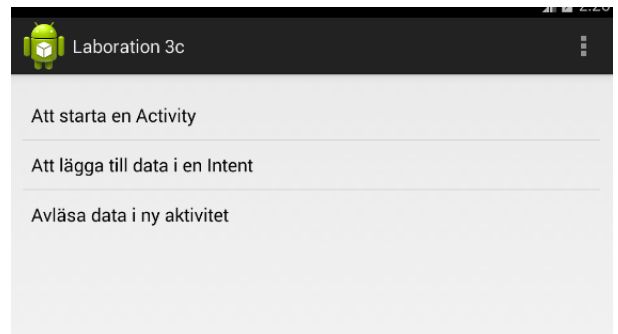 Laboration 3c
Att starta en Activity
Att lägga till data i en Intent
Avläsa data i ny aktivitet